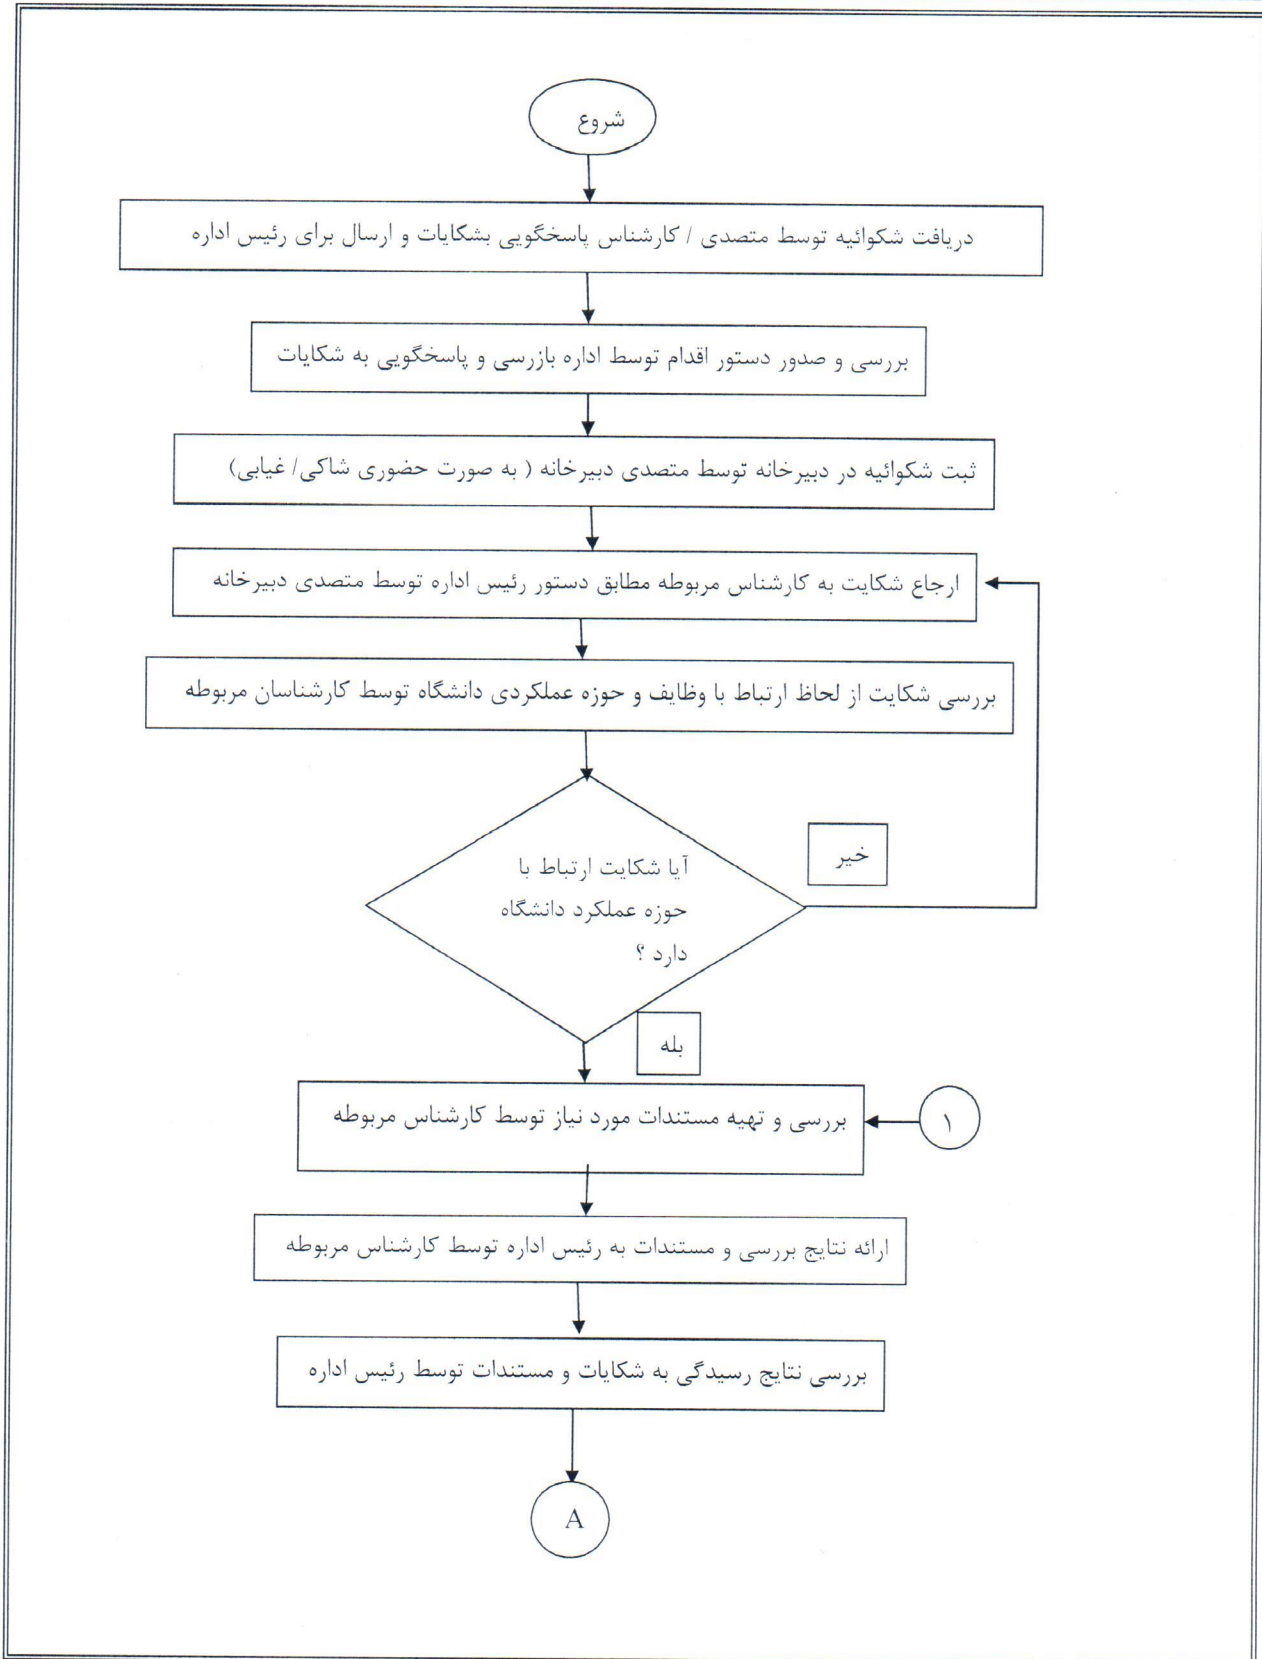 شروع
دریافت شکوائیه توسط متصدی / کارشناس پاسخگویی بشکایات و ارسال برای رئیس اداره
بررسی و صدور دستور اقدام توسط اداره بازرسی و پاسخگویی به شکایات
ثبت شکوائیه در دبیرخانه توسط متصدی دبیرخانه ( به صورت حضوری شاکی/ غیابی)
ارجاع شکایت به کارشناس مربوطه مطابق دستور رئیس اداره توسط متصدی دبیرخانه
بررسی شکایت از لحاظ ارتباط با وظایف و حوزه عملکردی دانشگاه توسط کارشناسان مربوطه
خیر
آیا شکایت ارتباط با
حوزه عملکرد دانشگاه
دارد ؟
بله
۱
بررسی و تهیه مستندات مورد نیاز توسط کارشناس مربوطه
ارائه نتایج بررسی و مستندات به رئیس اداره توسط کارشناس مربوطه
بررسی نتایج رسیدگی به شکایات و مستندات توسط رئیس اداره
A